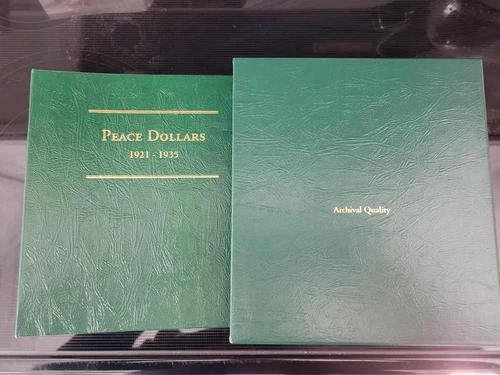 PEACE DOLLARS
1921 - 1935
Archival Quality